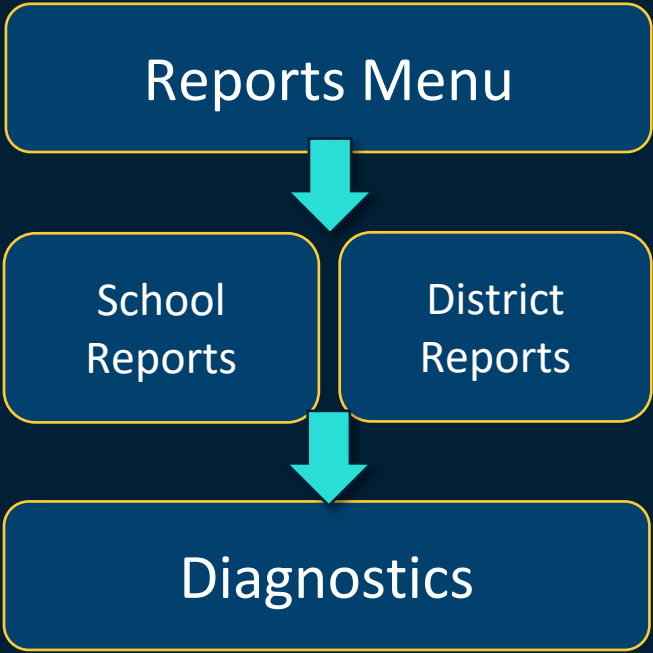 Reports Menu
School
Reports
District
Reports
Diagnostics